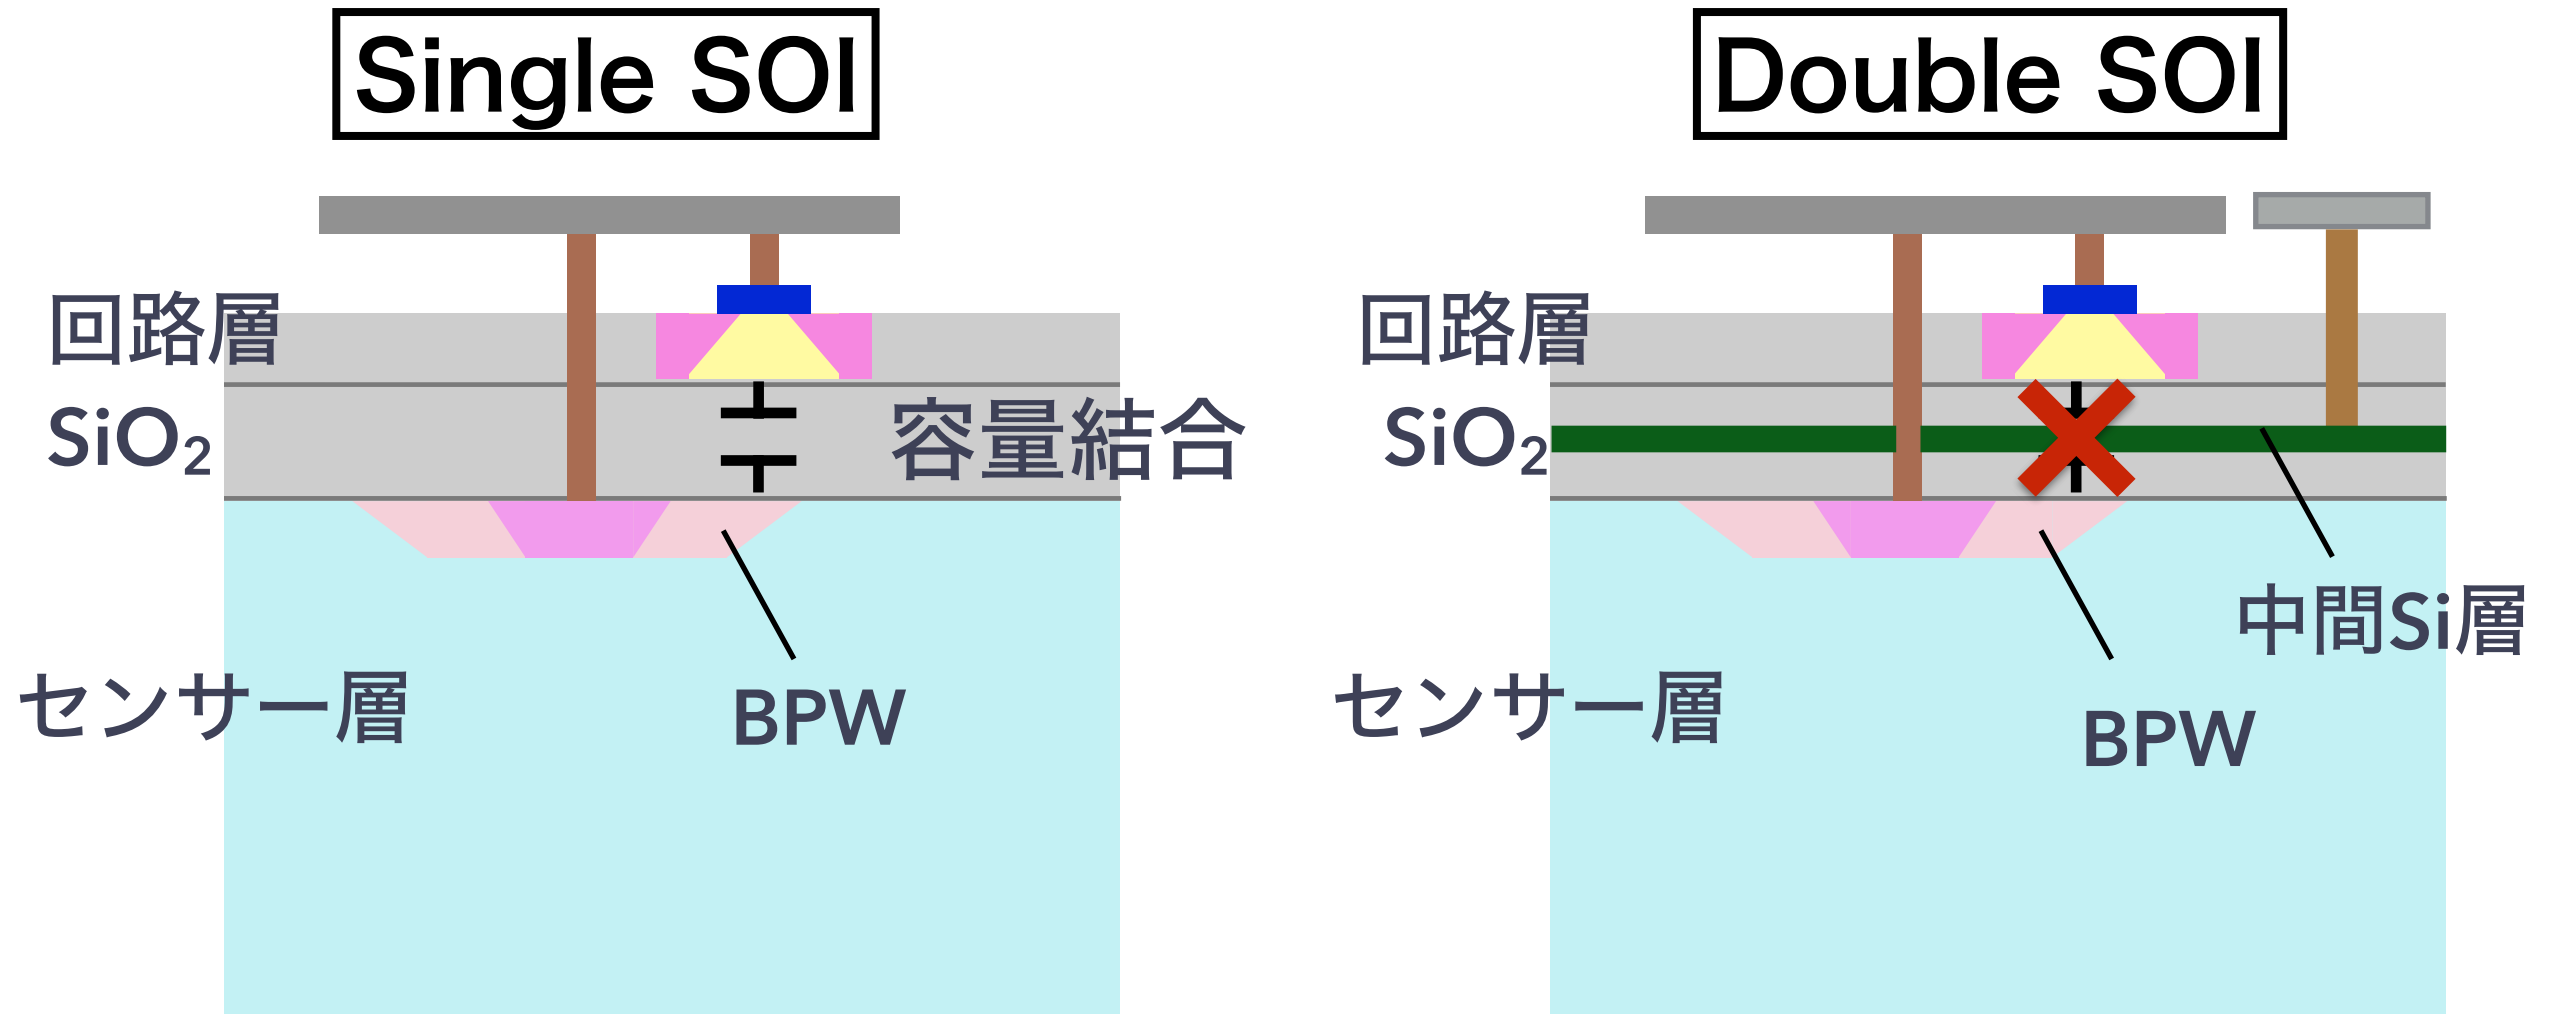 Single SOI
回路層
SiO₂
容量結合
センサー層
BPW
Double SOI
回路層
SiO₂
中間Si層
センサー層
BPW